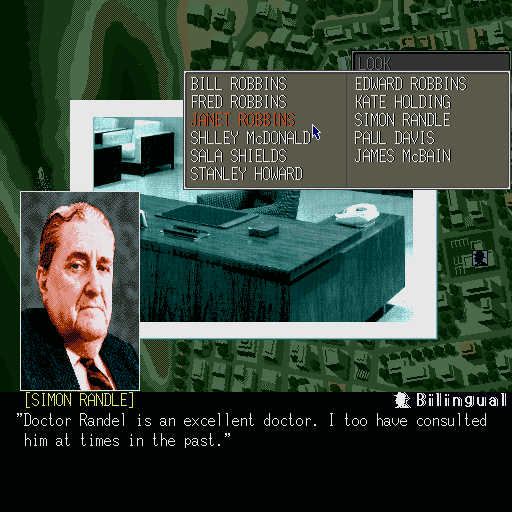 LOOK
BILL ROBBINS
FRED ROBBINS
JANET ROBBINS
SHLLEY McDONALD
SALA SHIELDS
STANLEY HOWARD
EDWARD ROBBINS
KATE HOLDING
SIMON RANDLE
PAUL DAVIS
JAMES McBAIN
[SIMON RANDLE]
Bilingual
"Doctor Randel is an excellent doctor. I too have consulted
him at times in the past."